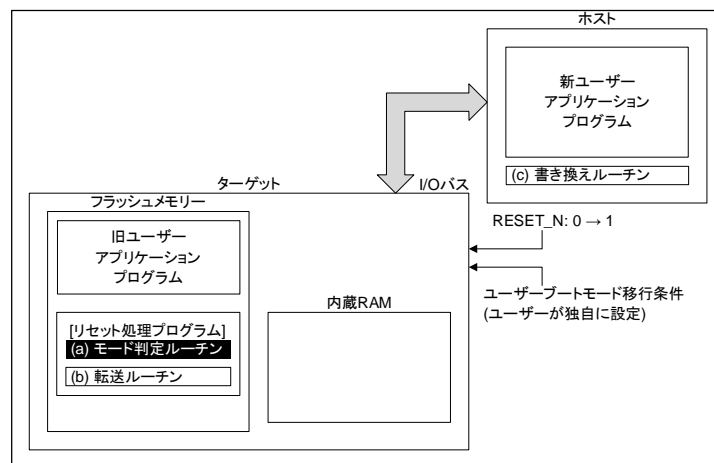 ホスト
新ユーザー
アプリケーション
プログラム
(c) 書き換えルーチン
ターゲット
I/Oバス
フラッシュメモリー
旧ユーザー
アプリケーション
プログラム
RESET_N: 0 → 1
ユーザーブートモード移行条件
(ユーザーが独自に設定)
内蔵RAM
[リセット処理プログラム]
(a) モード判定ルーチン
(b) 転送ルーチン